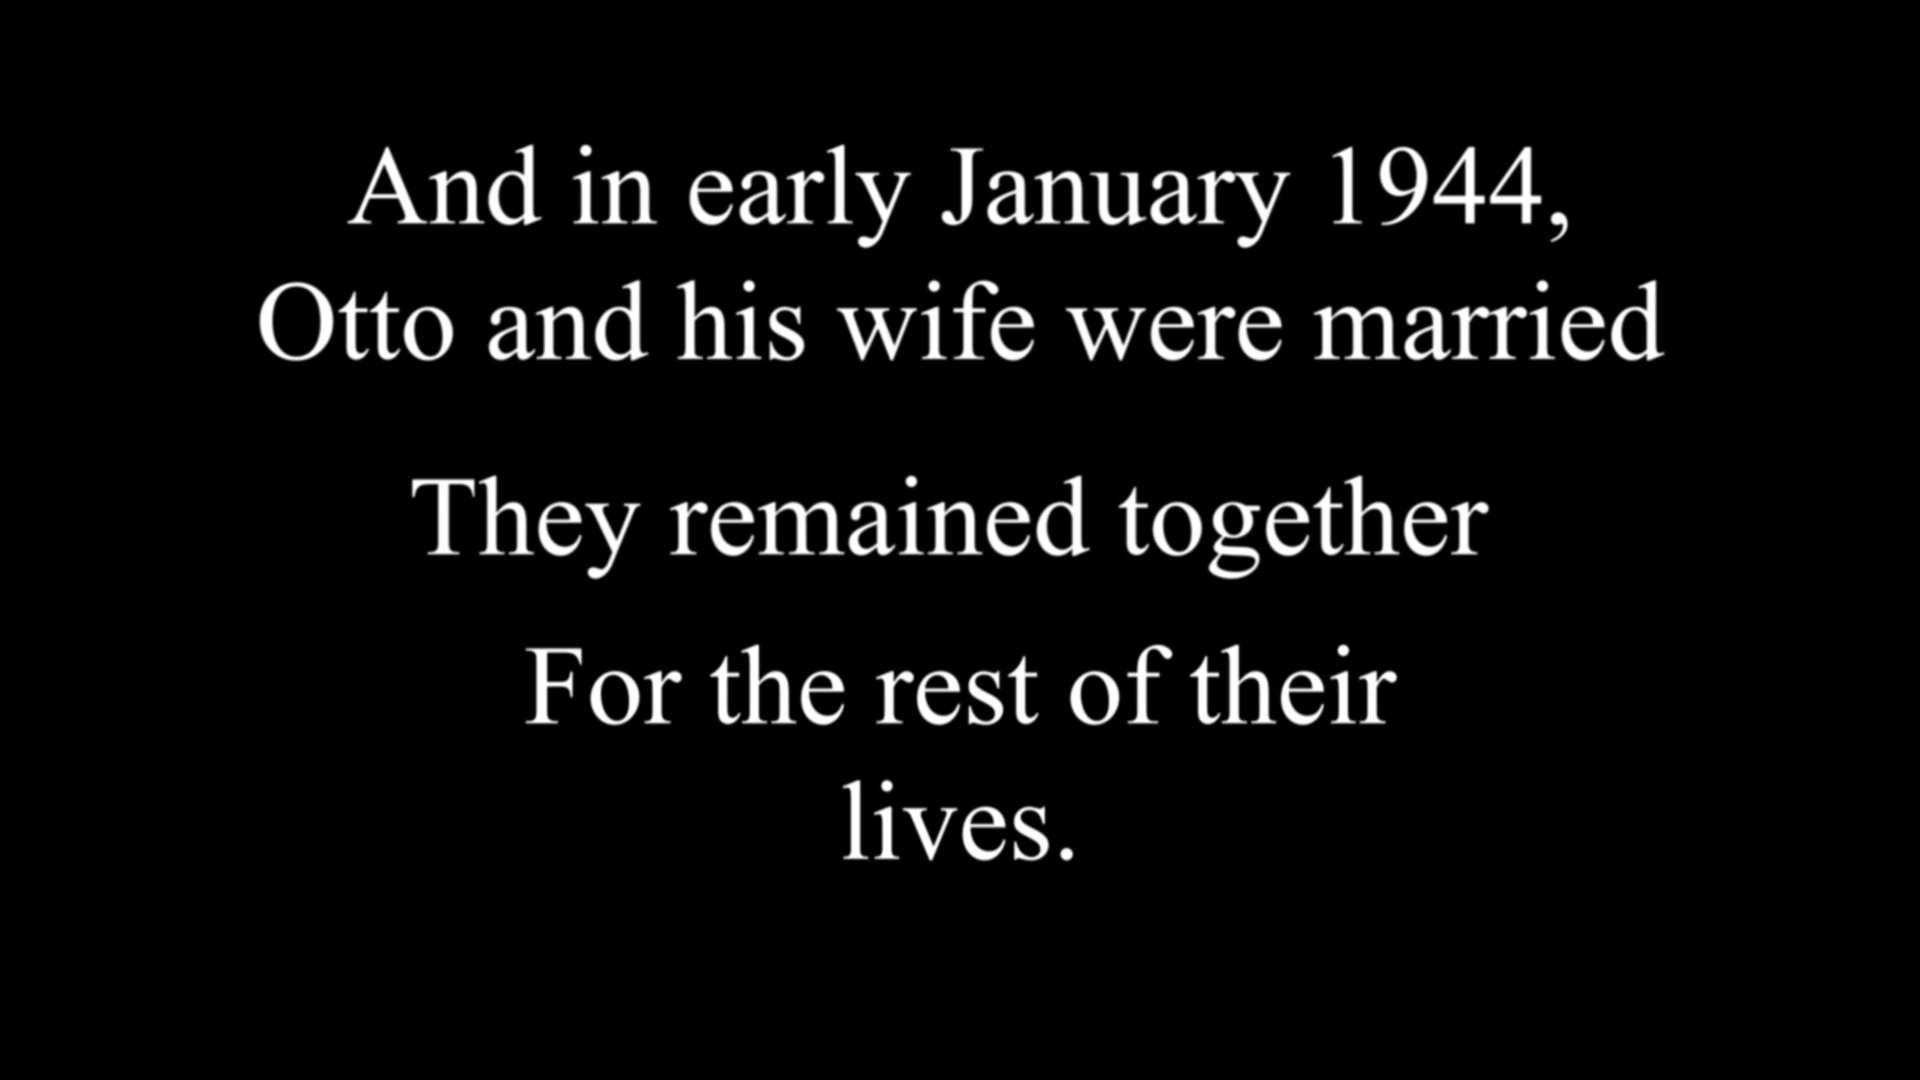 And in early January 1944,
Otto and his wife were married
They remained together
For the rest of their
lives.